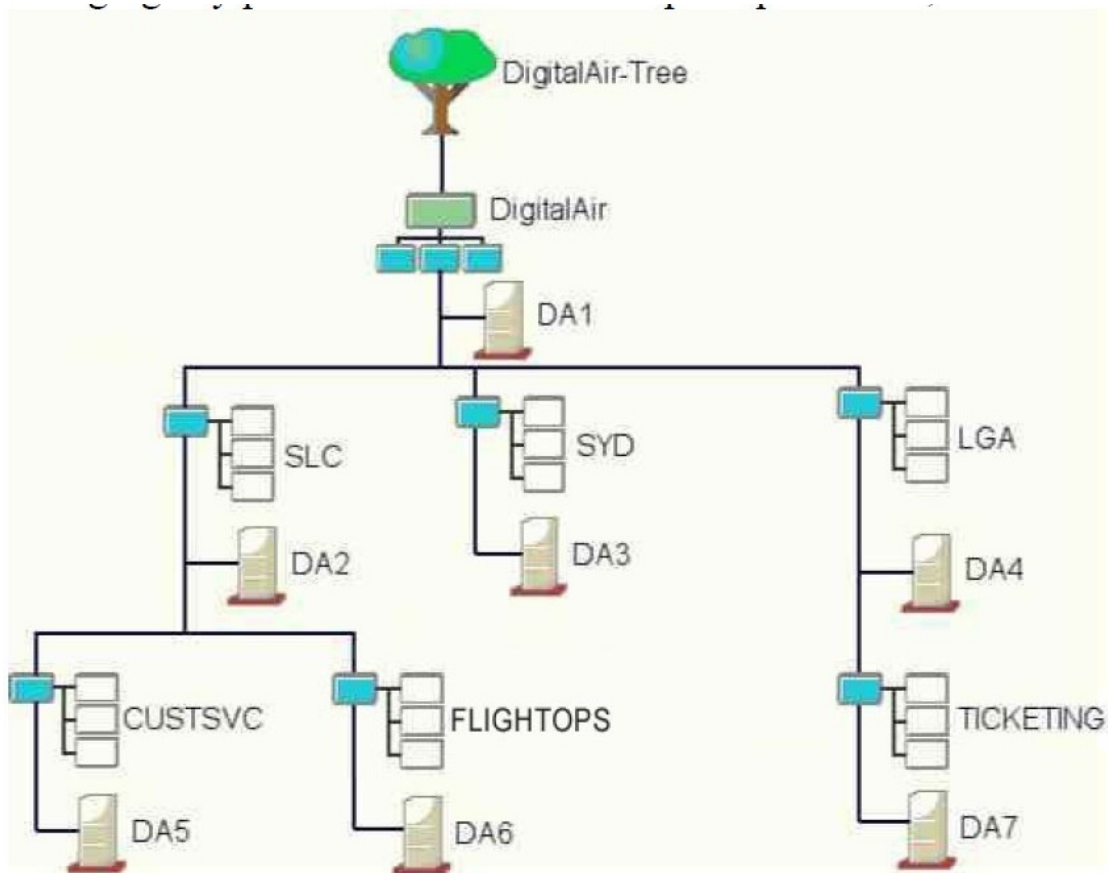 DigitalAir-Tree
DigitalAir
DA1
SLC
SYD
LGA
DA2
DA3
DA4
CUSTSVC
FLIGHTOPS
TICKETING
DA5
DA6
DA7